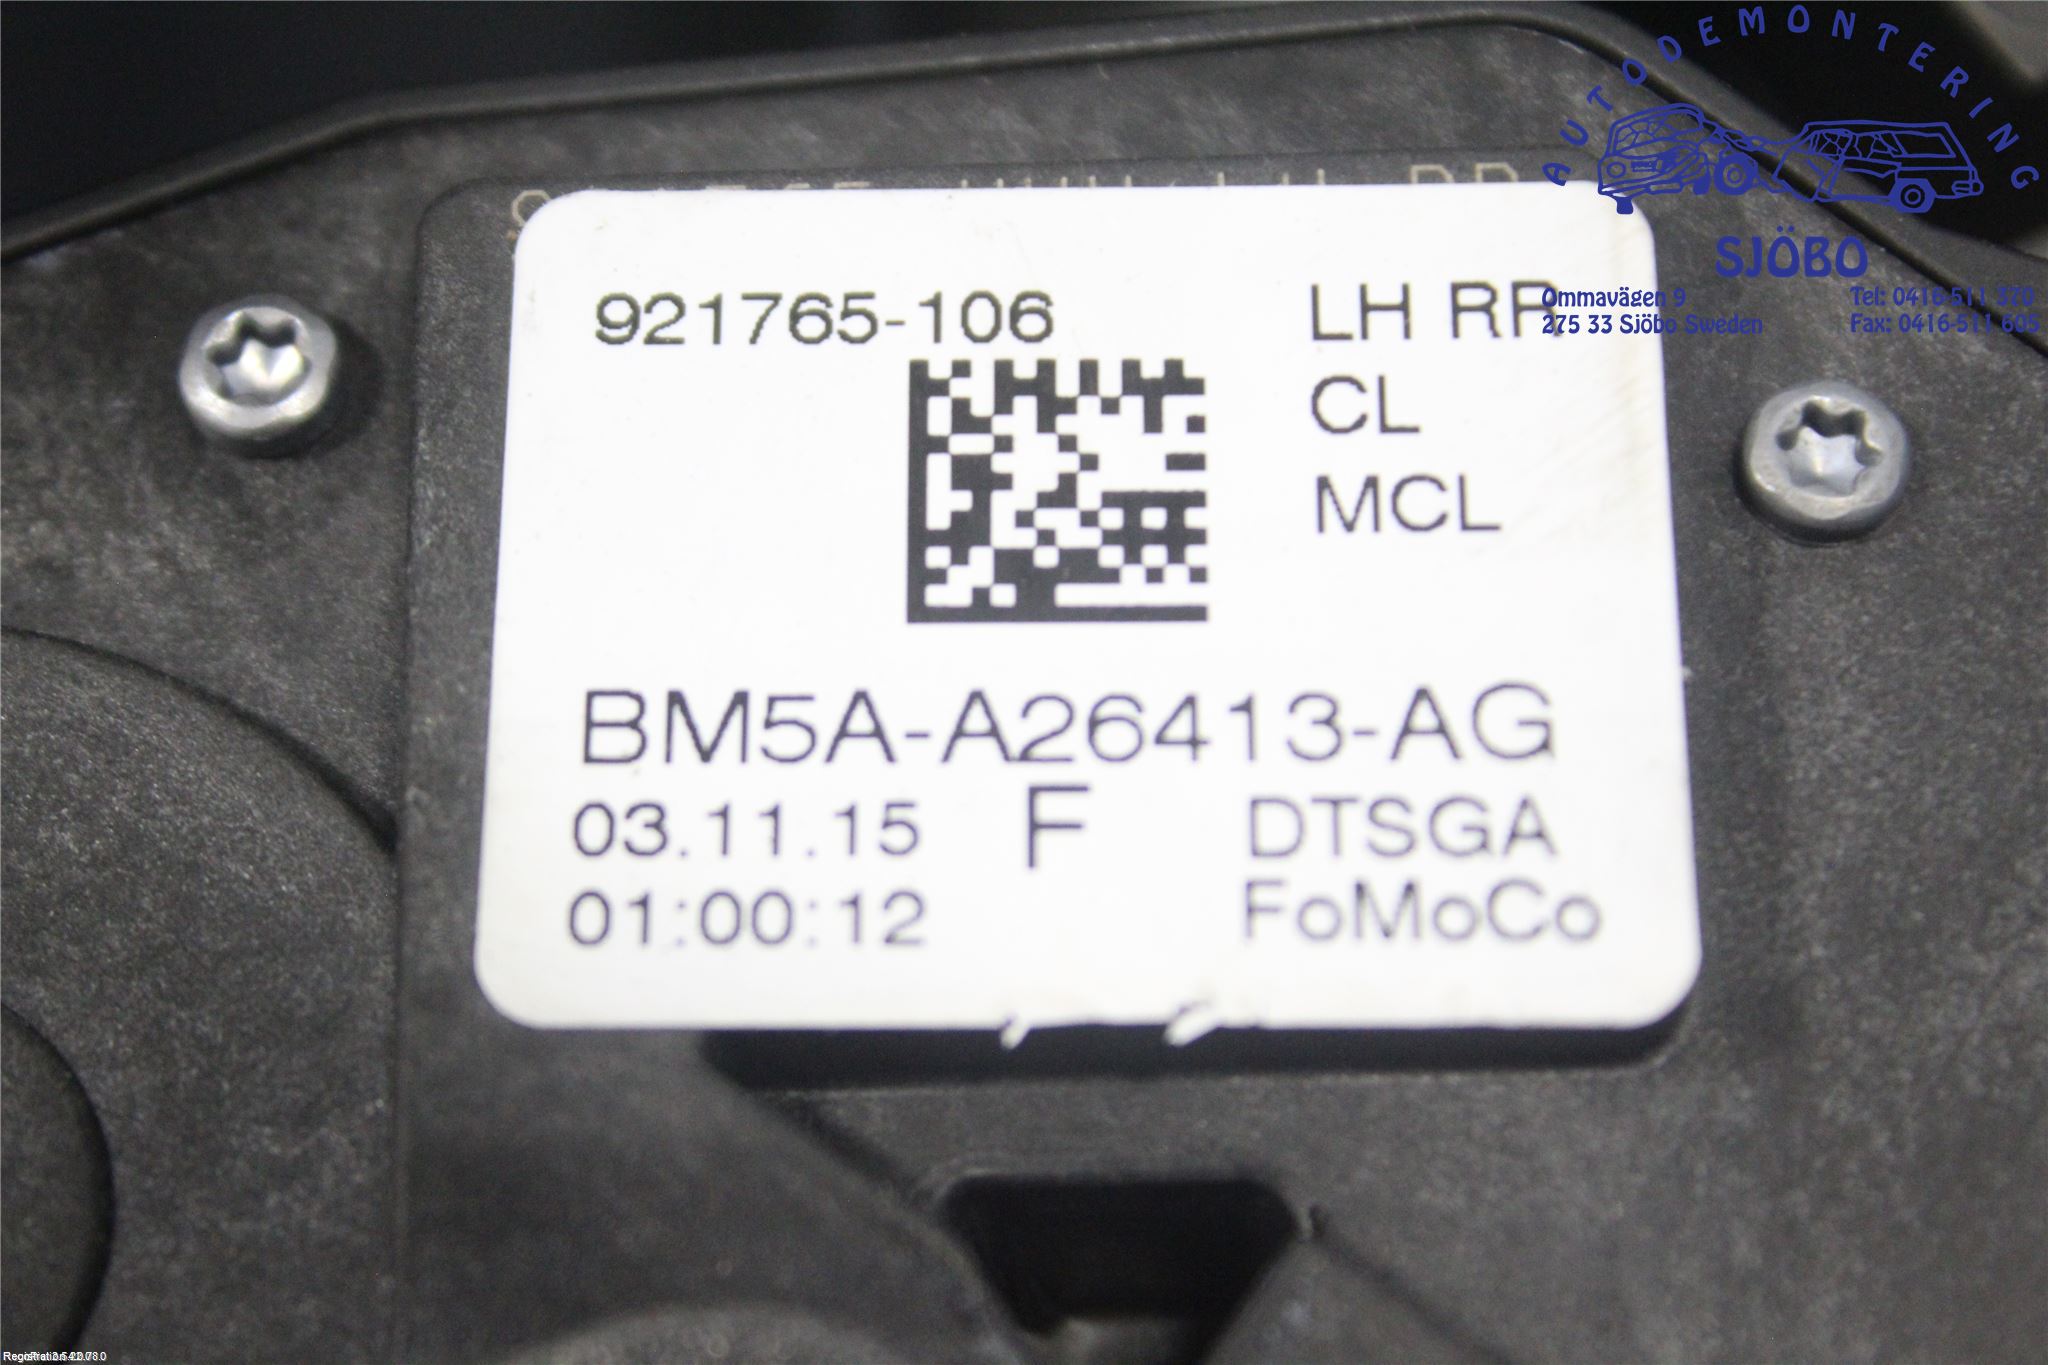 AUTODEMONTERING
SJÖBO
Ommavägen 9 Tel: 0416-511 370
275 33 Sjöbo Sweden Fax: 0416-511 605
921765-106 LH RR
CL
MCL
BM5A-A26413-AG
03.11.15 F DTSGA
01:00:12 FoMoCo